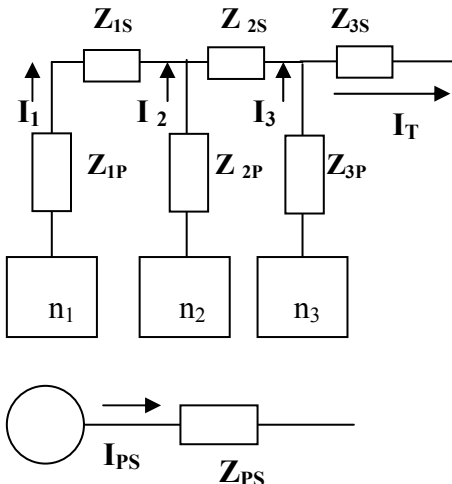 Z1S Z 2S Z3S
I1 I 2 I3 IT
Z1P Z 2P Z3P
n1 n2 n3
IPS
ZPS